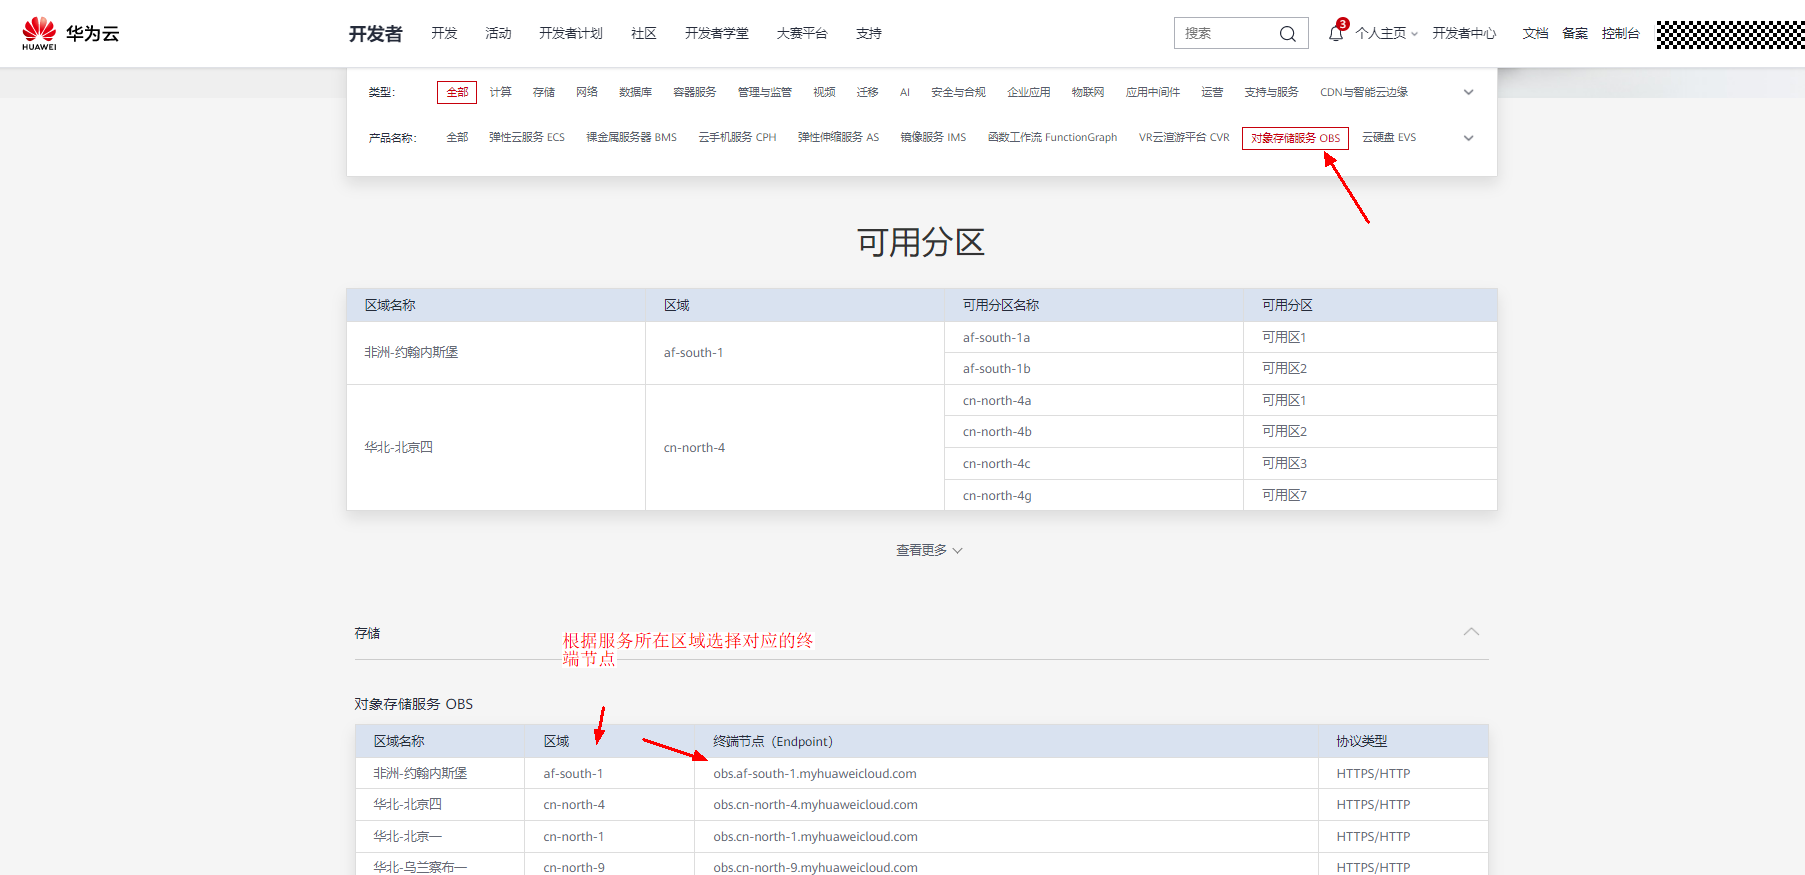 HUAWEI
华为云
开发者 开发 活动 开发者计划 社区 开发者学堂 大赛平台 支持 搜索 3 个人主页 开发者中心 文档 备案 控制台
类型： 全部 计算 存储 网络 数据库 容器服务 管理与监管 视频 迁移 AI 安全与合规 企业应用 物联网 应用中间件 运营 支持与服务 CDN与智能云边缘
产品名称： 全部 弹性云服务 ECS 裸金属服务器 BMS 云手机服务 CPH 弹性伸缩服务 AS 镜像服务 IMS 函数工作流 FunctionGraph VR云渲游平台 CVR 对象存储服务 OBS 云硬盘 EVS
可用分区
区域名称 区域 可用分区名称 可用分区
非洲-约翰内斯堡 af-south-1 af-south-1a 可用区1
af-south-1b 可用区2
华北-北京四 cn-north-4 cn-north-4a 可用区1
cn-north-4b 可用区2
cn-north-4c 可用区3
cn-north-4g 可用区7
查看更多
存储
根据服务所在区域选择对应的终
端节点
对象存储服务 OBS
区域名称 区域 终端节点（Endpoint） 协议类型
非洲-约翰内斯堡 af-south-1 obs.af-south-1.myhuaweicloud.com HTTPS/HTTP
华北-北京四 cn-north-4 obs.cn-north-4.myhuaweicloud.com HTTPS/HTTP
华北-北京一 cn-north-1 obs.cn-north-1.myhuaweicloud.com HTTPS/HTTP
华北-乌兰察布一 cn-north-9 obs.cn-north-9.myhuaweicloud.com HTTPS/HTTP